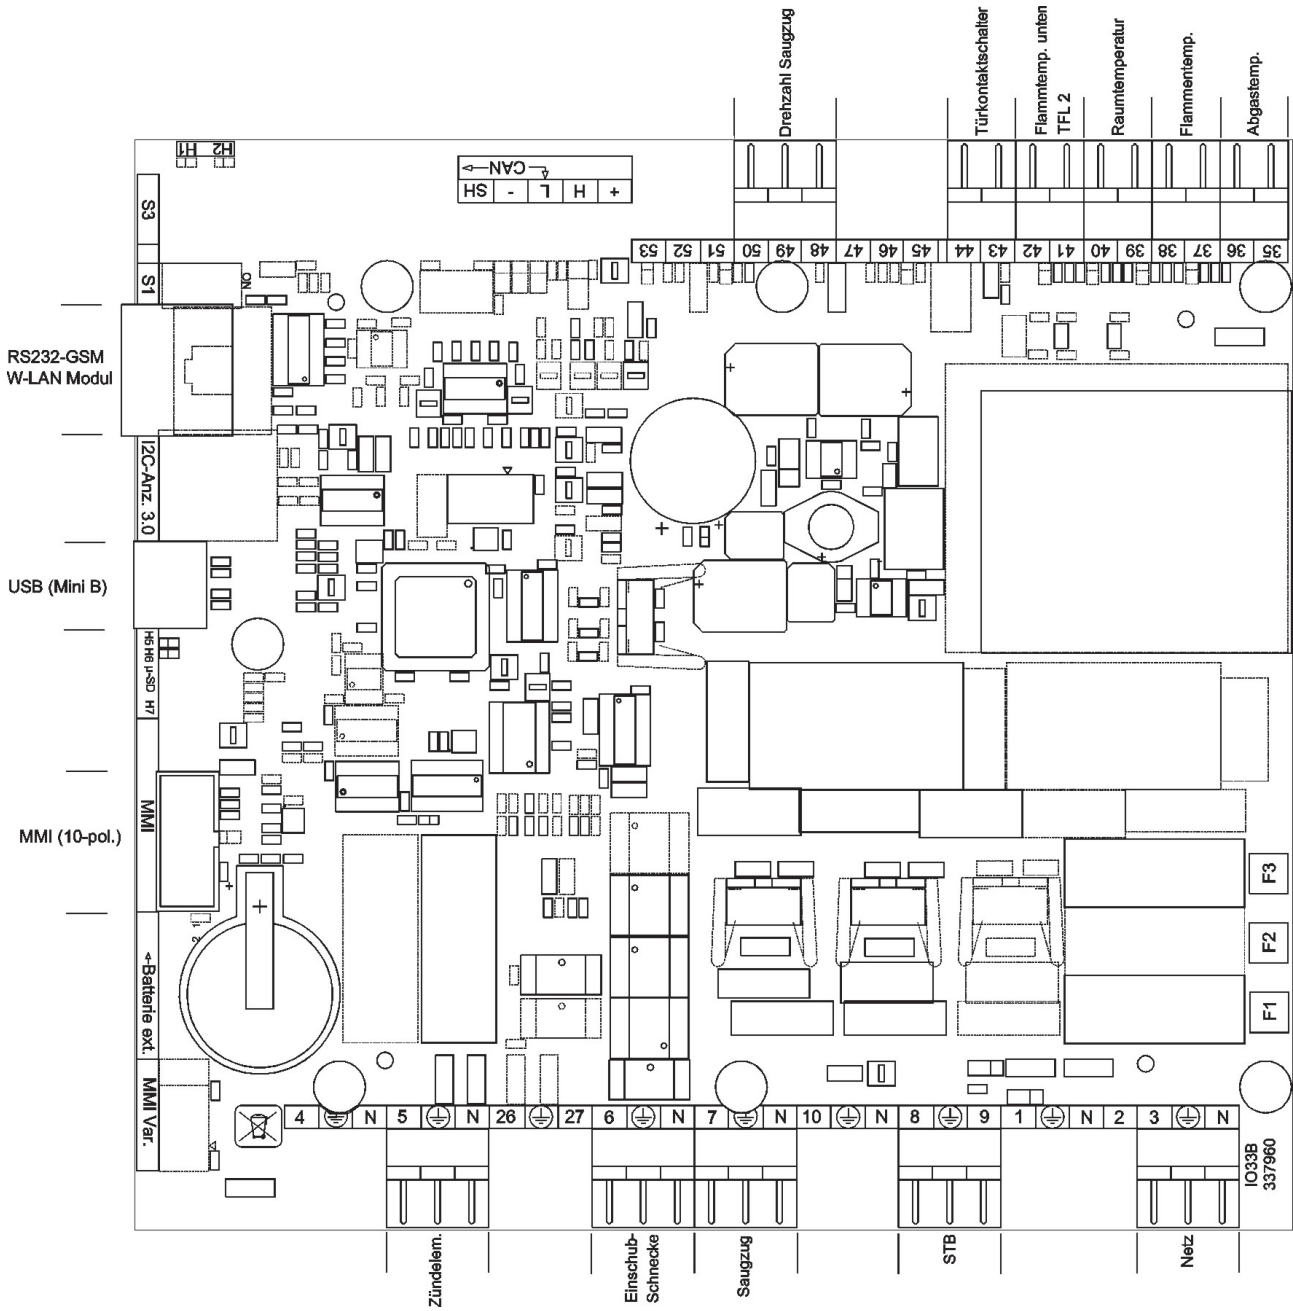 Drehzahl Saugzug
Türkontaktschalter
Flammtemp. unten
TFL 2
Raumtemperatur
Flammentemp.
Abgastemp.
H1 H2
CAN
SH - L H +
53 52 51 50 49 48 47 46 45 44 43 42 41 40 39 38 37 36 35
S3
S1
ON
RS232-GSM
W-LAN Modul
I2C-Anz. 3.0
USB (Mini B)
H5 H6 µ-SD H7
MMI
MMI (10-pol.)
+
2 1
<-Batterie ext.
MMI Var.
F3
F2
F1
4 N 5 N 26 27 6 N 7 N 10 N 8 9 1 N 2 3 N
IO33B
337960
Zündelem.
Einschub-
Schnecke
Saugzug
STB
Netz